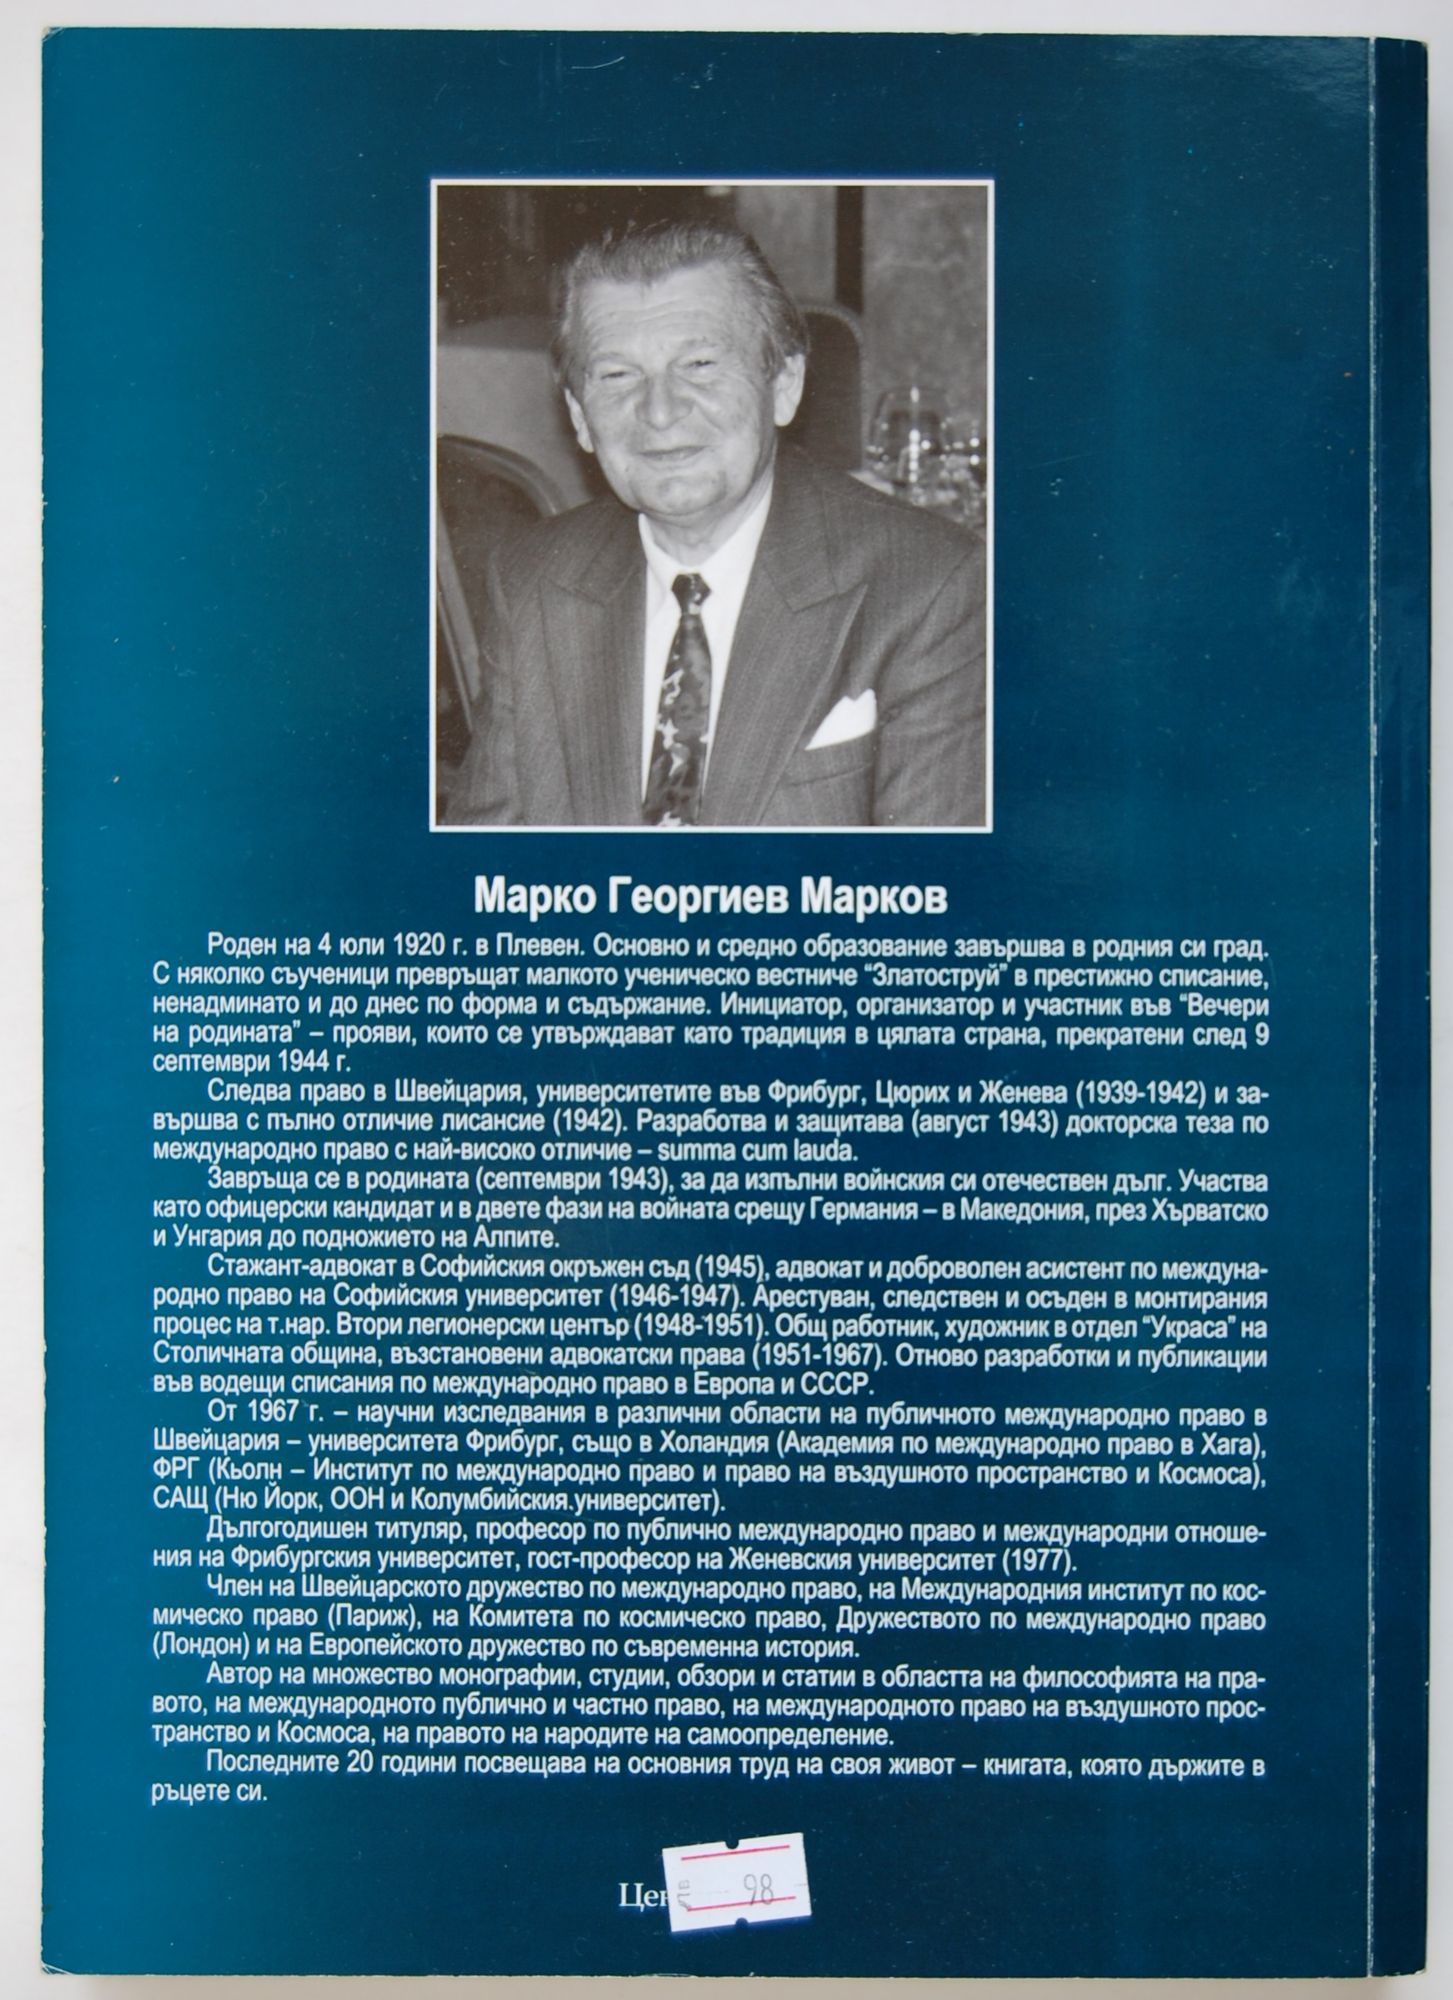 Марко Георгиев Марков
Роден на 4 юли 1920 г. в Плевен. Основно и средно образование завършва в родния си град.
С няколко съученици превръщат малкото ученическо вестниче “Златоструй” в престижно списание,
ненадминато и до днес по форма и съдържание. Инициатор, организатор и участник във “Вечери
на родината” – прояви, които се утвърждават като традиция в цялата страна, прекратени след 9
септември 1944 г.
Следва право в Швейцария, университетите във Фрибург, Цюрих и Женева (1939-1942) и за-
вършва с пълно отличие лисансие (1942). Разработва и защитава (август 1943) докторска теза по
международно право с най-високо отличие – summa cum lauda.
Завръща се в родината (септември 1943), за да изпълни войнския си отечествен дълг. Участва
като офицерски кандидат и в двете фази на войната срещу Германия – в Македония, през Хърватско
и Унгария до подножието на Алпите.
Стажант-адвокат в Софийския окръжен съд (1945), адвокат и доброволен асистент по междуна-
родно право на Софийския университет (1946-1947). Арестуван, следствен и осъден в монтирания
процес на т.нар. Втори легионерски център (1948-1951). Общ работник, художник в отдел “Украса” на
Столичната община, възстановени адвокатски права (1951-1967). Отново разработки и публикации
във водещи списания по международно право в Европа и СССР.
От 1967 г. – научни изследвания в различни области на публичното международно право в
Швейцария – университета Фрибург, също в Холандия (Академия по международно право в Хага),
ФРГ (Кьолн – Институт по международно право и право на въздушното пространство и Космоса),
САЩ (Ню Йорк, ООН и Колумбийския.университет).
Дългогодишен титуляр, професор по публично международно право и международни отноше-
ния на Фрибургския университет, гост-професор на Женевския университет (1977).
Член на Швейцарското дружество по международно право, на Международния институт по кос-
мическо право (Париж), на Комитета по космическо право, Дружеството по международно право
(Лондон) и на Европейското дружество по съвременна история.
Автор на множество монографии, студии, обзори и статии в областта на философията на пра-
вото, на международното публично и частно право, на международното право на въздушното прос-
транство и Космоса, на правото на народите на самоопределение.
Последните 20 години посвещава на основния труд на своя живот – книгата, която държите в
ръцете си.
лв 98